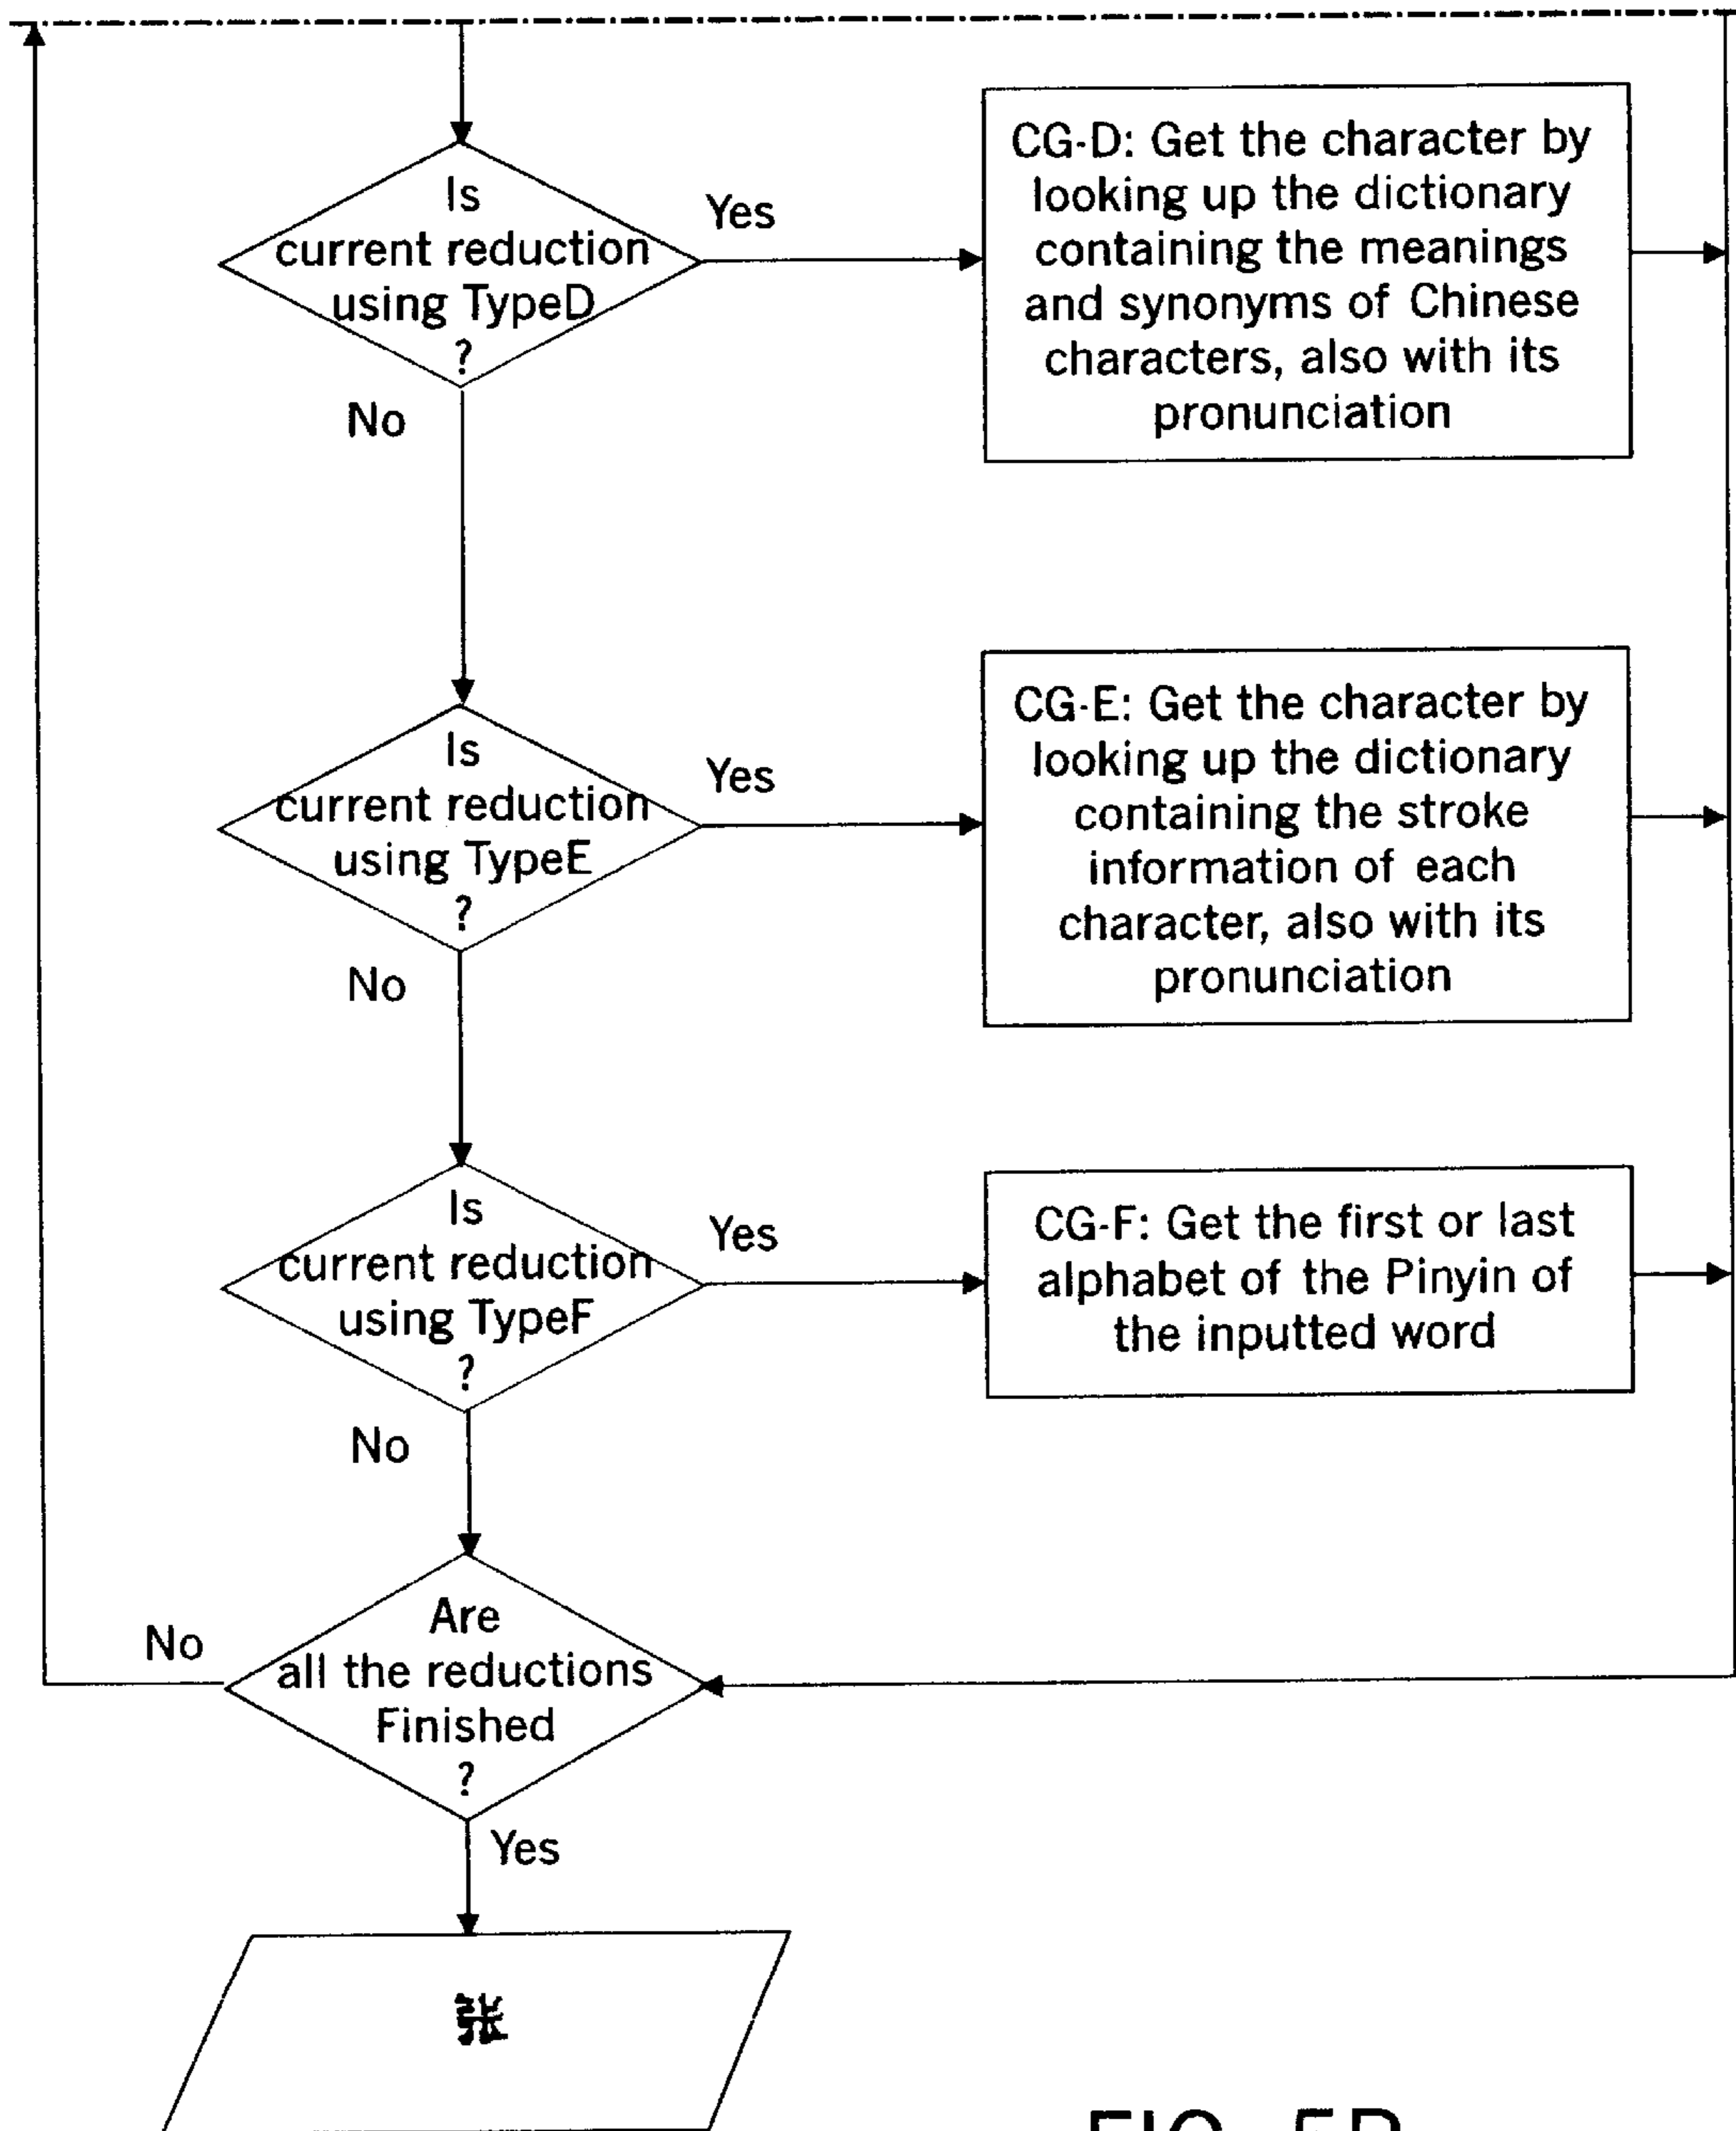 Is
current reduction
using TypeD
?
Yes
No
CG-D: Get the character by
looking up the dictionary
containing the meanings
and synonyms of Chinese
characters, also with its
pronunciation
Is
current reduction
using TypeE
?
Yes
No
CG-E: Get the character by
looking up the dictionary
containing the stroke
information of each
character, also with its
pronunciation
Is
current reduction
using TypeF
?
Yes
No
CG-F: Get the first or last
alphabet of the Pinyin of
the inputted word
Are
all the reductions
Finished
?
No
Yes
张